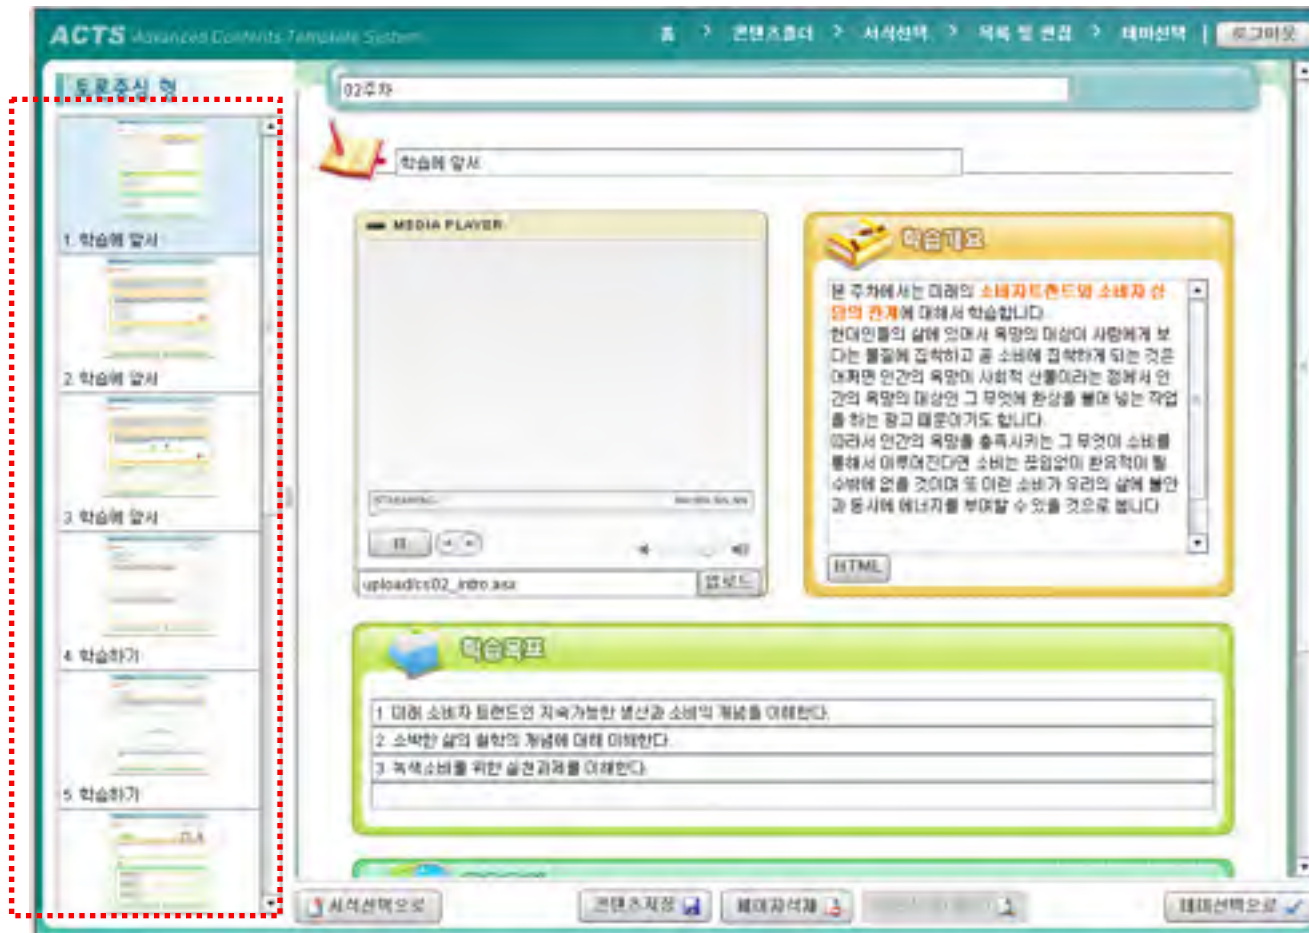 ACTS Advanced Contents Template System
홈 > 콘텐츠폴더 > 서식선택 > 목록 및 편집 > 테마선택 | 로그아웃
토론중심 형
02주차
1. 학습에 앞서
2. 학습에 앞서
3. 학습에 앞서
4. 학습하기
5. 학습하기
학습에 앞서
MEDIA PLAYER
upload/cs02_intro.asx
업로드
학습개요
본 주차에서는 미래의 소비자트렌드와 소비자 상
담의 관계에 대해서 학습합니다.
현대인들의 삶에 있어서 욕망의 대상이 사람에게 보
다는 물질에 집착하고 곧 소비에 집착하게 되는 것은
어쩌면 인간의 욕망이 사회적 산물이라는 점에서 인
간의 욕망의 대상인 그 무엇에 환상을 불어 넣는 작업
을 하는 광고 때문이기도 합니다.
따라서 인간의 욕망을 충족시키는 그 무엇이 소비를
통해서 이루어진다면 소비는 끊임없이 환유적이 될
수밖에 없을 것이며 또 이런 소비가 우리의 삶에 불안
과 동시에 에너지를 부여할 수 있을 것으로 봅니다.
HTML
학습목표
1. 미래 소비자 트렌드인 지속가능한 생산과 소비의 개념을 이해한다.
2. 소박한 삶의 철학의 개념에 대해 이해한다.
3. 녹색소비를 위한 실천과제를 이해한다.
서식선택으로
콘텐츠저장
페이지삭제
테마선택으로